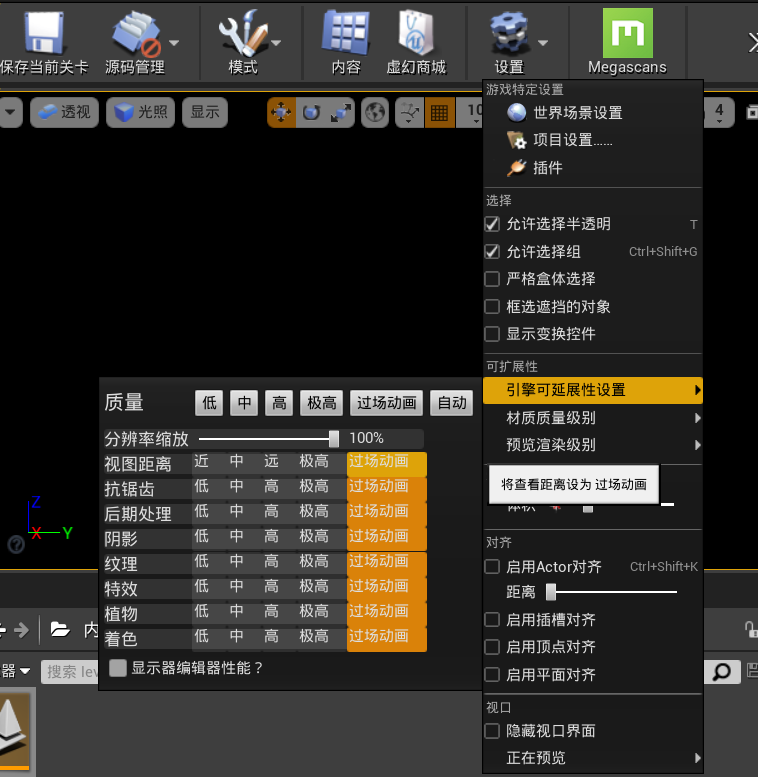 保存当前关卡 源码管理 模式 内容 虚幻商城 设置 Megascans
透视 光照 显示 10 4
游戏特定设置
世界场景设置
项目设置......
插件
选择
允许选择半透明 T
允许选择组 Ctrl+Shift+G
严格盒体选择
框选遮挡的对象
显示变换控件
可扩展性
引擎可延展性设置
材质质量级别
预览渲染级别
将查看距离设为 过场动画
对齐
启用Actor对齐 Ctrl+Shift+K
距离
启用插槽对齐
启用顶点对齐
启用平面对齐
视口
隐藏视口界面
正在预览
质量 低 中 高 极高 过场动画 自动
分辨率缩放 100%
视图距离 近 中 远 极高 过场动画
抗锯齿 低 中 高 极高 过场动画
后期处理 低 中 高 极高 过场动画
阴影 低 中 高 极高 过场动画
纹理 低 中 高 极高 过场动画
特效 低 中 高 极高 过场动画
植物 低 中 高 极高 过场动画
着色 低 中 高 极高 过场动画
显示器编辑器性能？
Z
X Y
内
器 搜索 lev